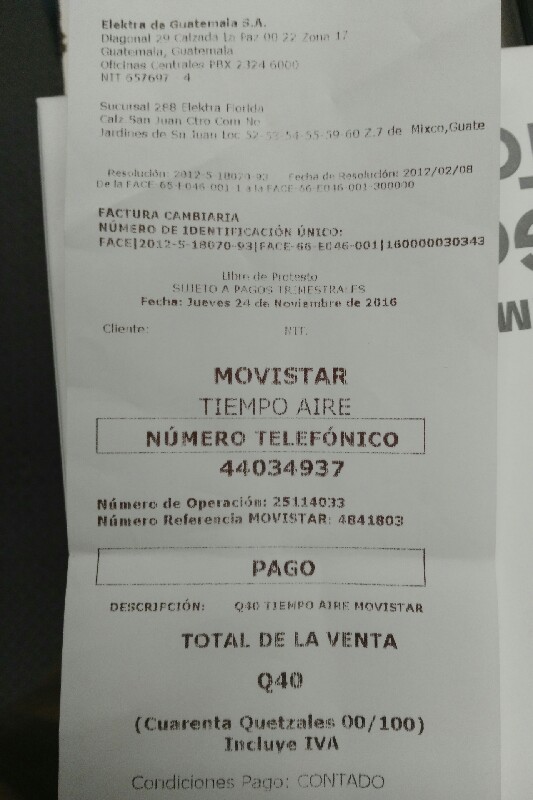 Elektra de Guatemala S.A.
Diagonal 29 Calzada La Paz 00 22 Zona 17
Guatemala, Guatemala
Oficinas Centrales PBX 2324 6000
NIT 657697 - 4
Sucursal 288 Elektra Florida
Calz San Juan Ctro Com No
Jardines de Sn Juan Loc 52-53-54-55-59-60 Z.7 de Mixco,Guate
Resolución: 2012-5-18070-93 Fecha de Resolución: 2012/02/08
De la FACE-65-E046-001-1 a la FACE-66-E046-001-300000
FACTURA CAMBIARIA
NÚMERO DE IDENTIFICACIÓN ÚNICO:
FACE|2012-5-18070-93|FACE-66-E046-001|160000030343
Libre de Protesto
SUJETO A PAGOS TRIMESTRALES
Fecha: Jueves 24 de Noviembre de 2016
Cliente: NIT.
MOVISTAR
TIEMPO AIRE
NÚMERO TELEFÓNICO
44034937
Número de Operación: 25114033
Número Referencia MOVISTAR: 4841803
PAGO
DESCRIPCIÓN: Q40 TIEMPO AIRE MOVISTAR
TOTAL DE LA VENTA
Q40
(Cuarenta Quetzales 00/100)
Incluye IVA
Condiciones Pago: CONTADO